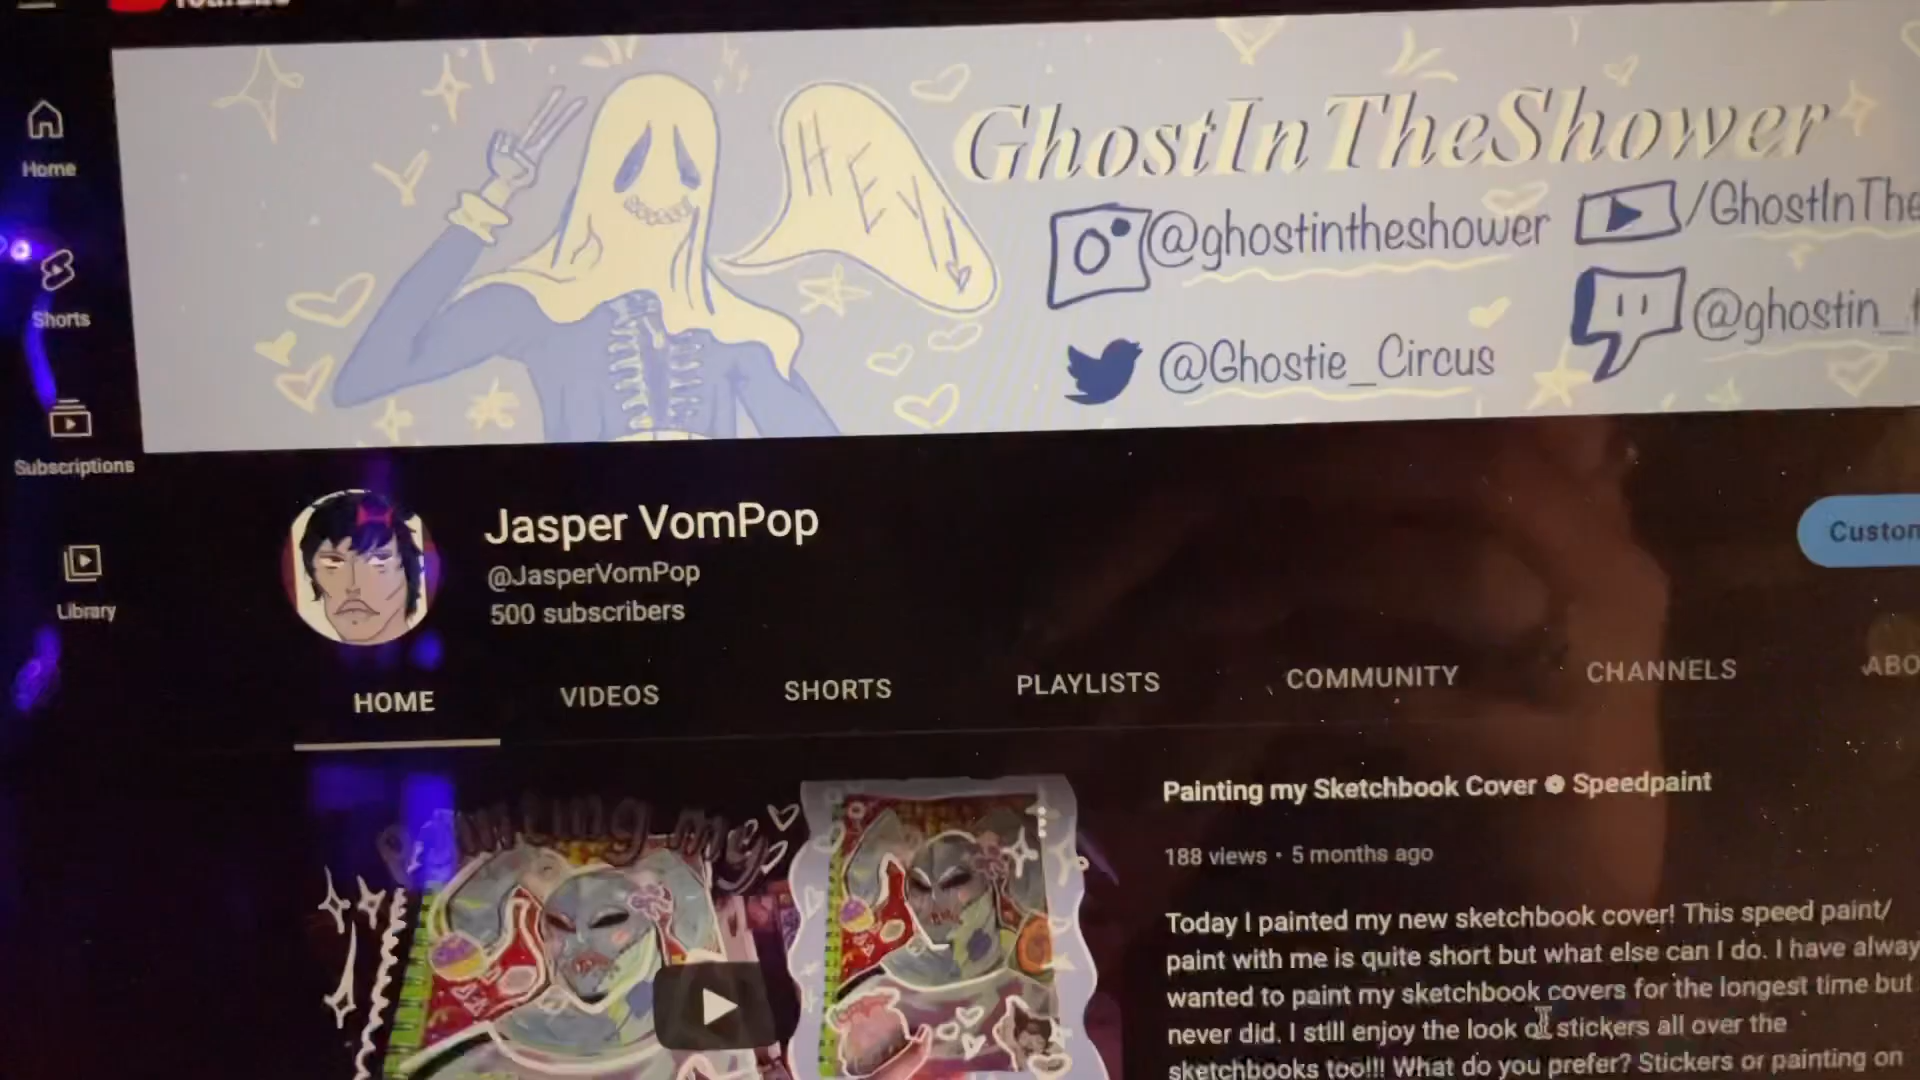 HEY!
GhostInTheShower
@ghostintheshower
/GhostInThe
@Ghostie_Circus
@ghostin_
Home
Shorts
Subscriptions
Library
Jasper VomPop
@JasperVomPop
500 subscribers
Custom
HOME
VIDEOS
SHORTS
PLAYLISTS
COMMUNITY
CHANNELS
ABO
Painting my
Painting my Sketchbook Cover ❁ Speedpaint
188 views • 5 months ago
Today I painted my new sketchbook cover! This speed paint/
paint with me is quite short but what else can I do. I have alway
wanted to paint my sketchbook covers for the longest time but
never did. I still enjoy the look of stickers all over the
sketchbooks too!!! What do you prefer? Stickers or painting on